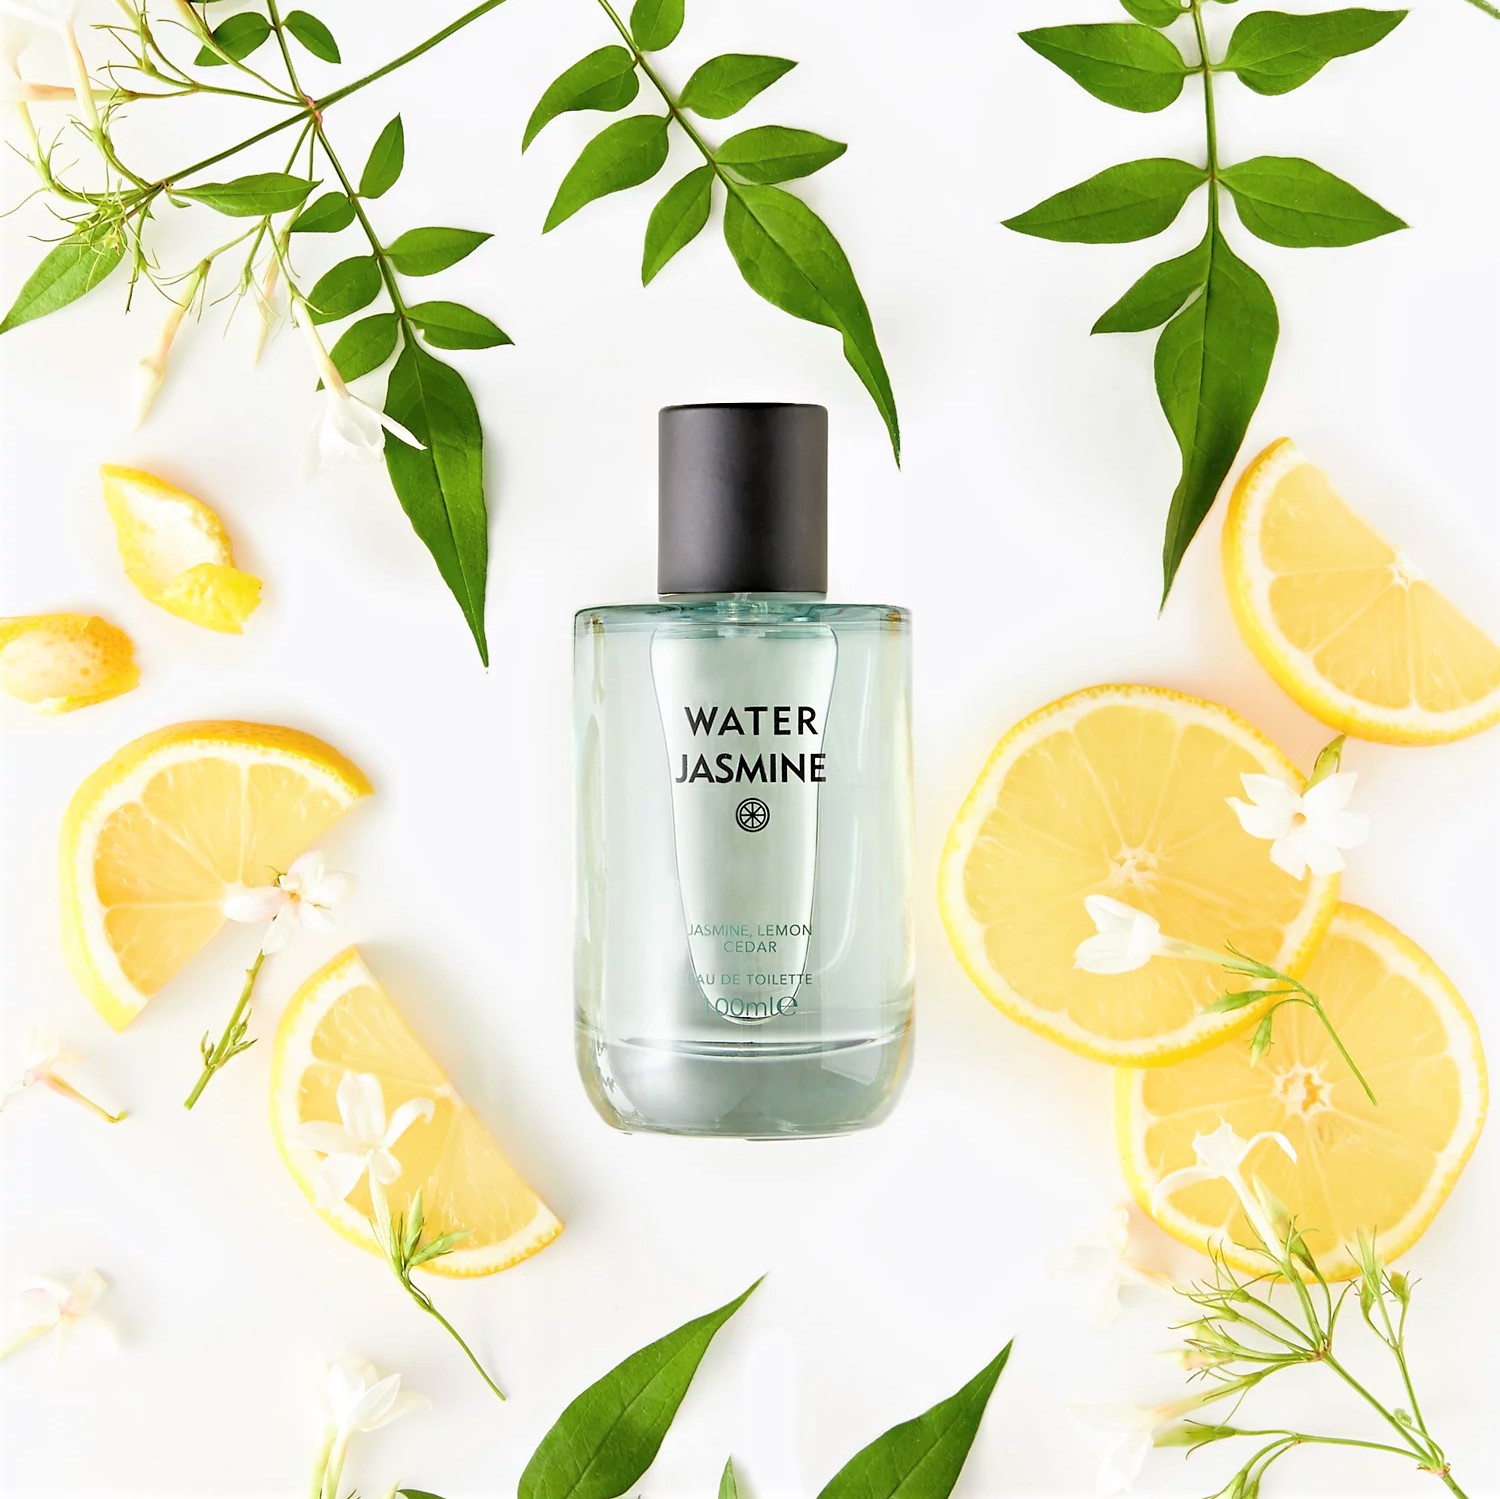 WATER
JASMINE
JASMINE, LEMON
CEDAR
EAU DE TOILETTE
100ml℮